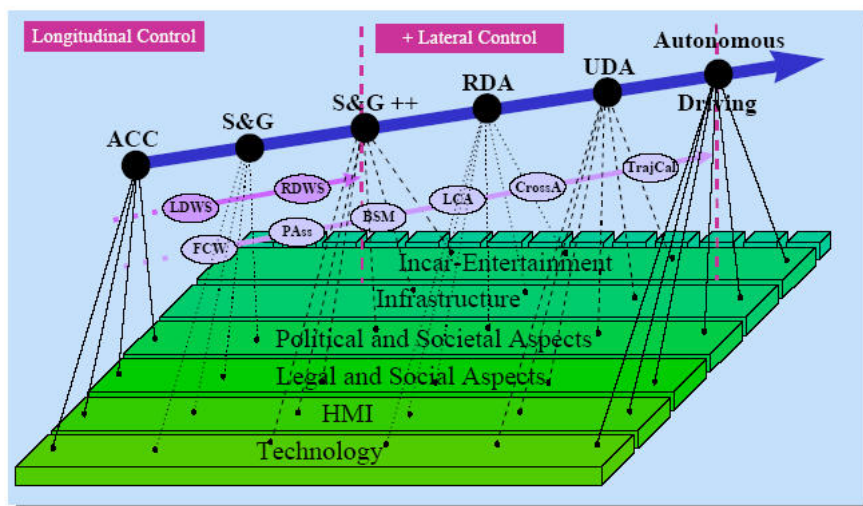 Longitudinal Control
+ Lateral Control
Autonomous
Driving
UDA
RDA
S&G ++
S&G
ACC
LDWS
RDWS
FCW
PAss
BSM
LCA
CrossA
TrajCal
Incar-Entertainment
Infrastructure
Political and Societal Aspects
Legal and Social Aspects
HMI
Technology